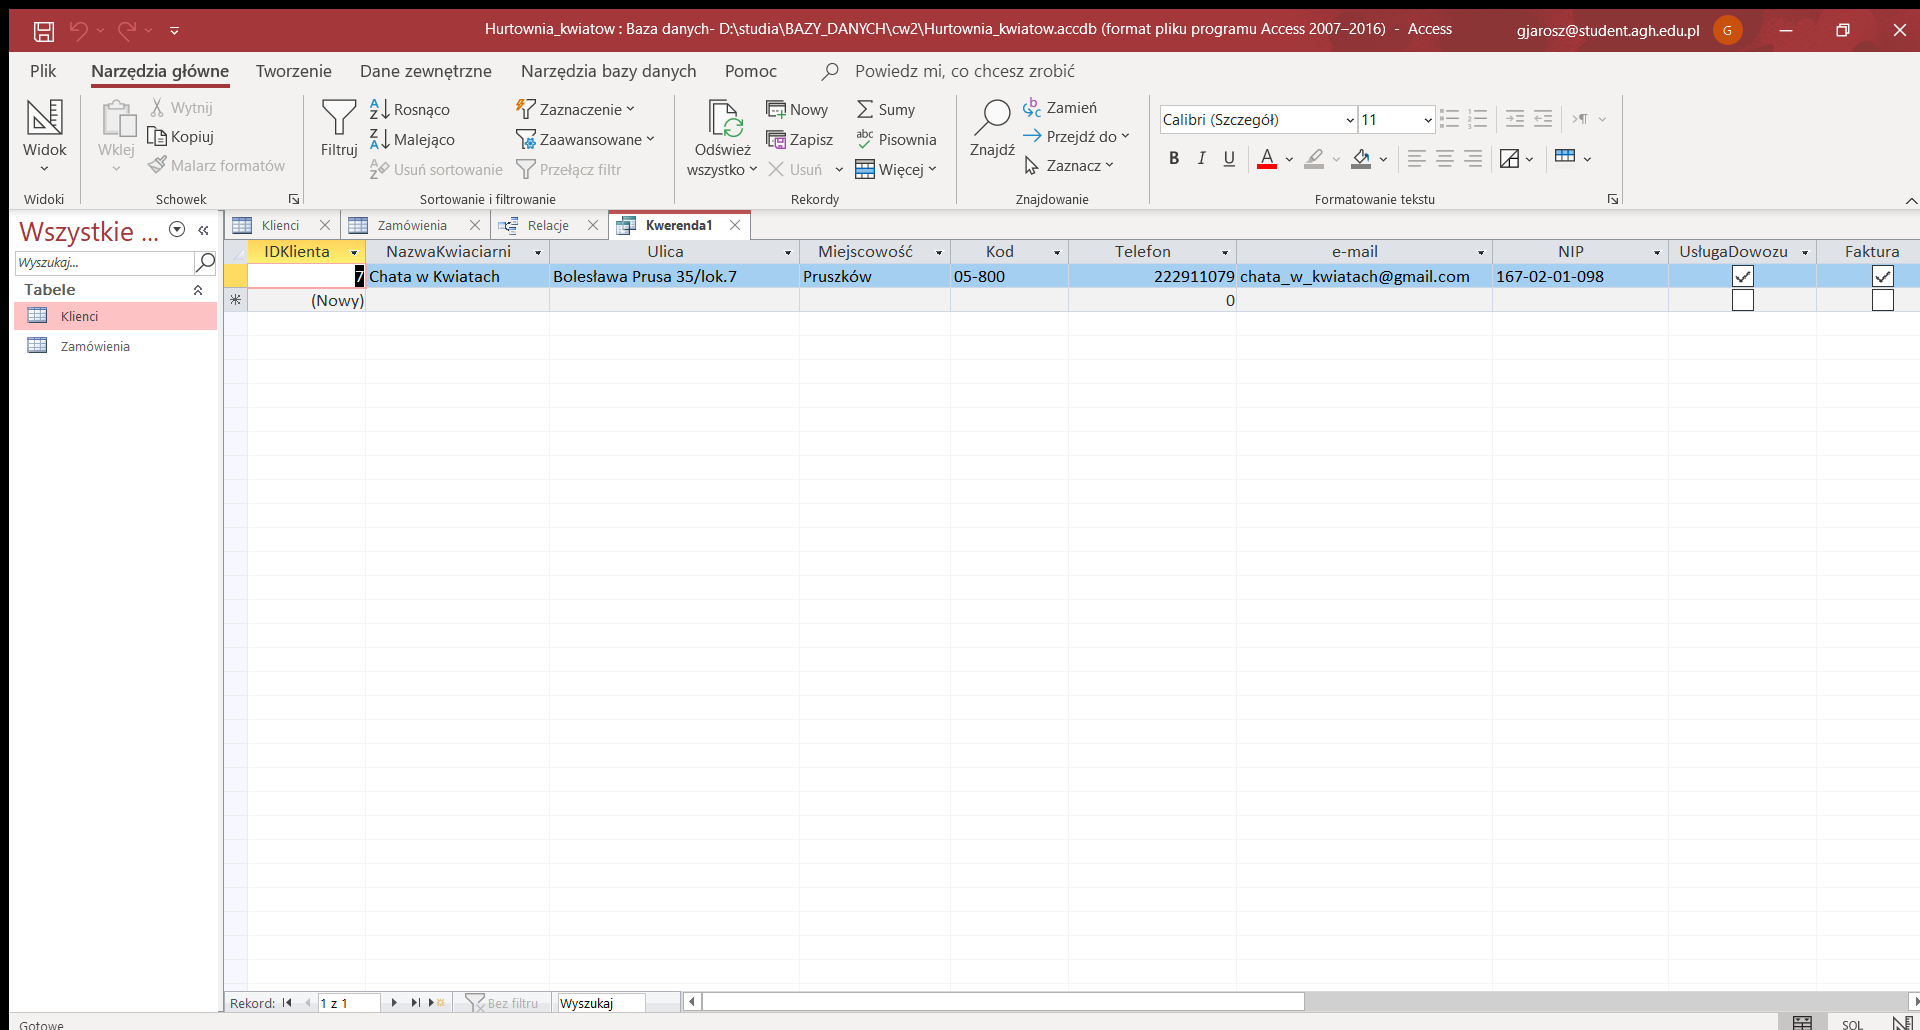 Hurtownia_kwiatow : Baza danych- D:\studia\BAZY_DANYCH\cw2\Hurtownia_kwiatow.accdb (format pliku programu Access 2007–2016) - Access
gjarosz@student.agh.edu.pl G
Plik Narzędzia główne Tworzenie Dane zewnętrzne Narzędzia bazy danych Pomoc Powiedz mi, co chcesz zrobić
Widok
Widoki
Wklej
Wytnij
Kopiuj
Malarz formatów
Schowek
Filtruj
Rosnąco
Malejąco
Usuń sortowanie
Zaznaczenie
Zaawansowane
Przełącz filtr
Sortowanie i filtrowanie
Odśwież
wszystko
Nowy
Zapisz
Usuń
Sumy
Pisownia
Więcej
Rekordy
Znajdź
Zamień
Przejdź do
Zaznacz
Znajdowanie
Calibri (Szczegół) 11
B I U A
Formatowanie tekstu
Wszystkie ...
Wyszukaj...
Tabele
Klienci
Zamówienia
Klienci Zamówienia Relacje Kwerenda1
IDKlienta NazwaKwiaciarni Ulica Miejscowość Kod Telefon e-mail NIP UsługaDowozu Faktura
7 Chata w Kwiatach Bolesława Prusa 35/lok.7 Pruszków 05-800 222911079 chata_w_kwiatach@gmail.com 167-02-01-098
(Nowy) 0
Rekord: 1 z 1 Bez filtru Wyszukaj
Gotowe SQL